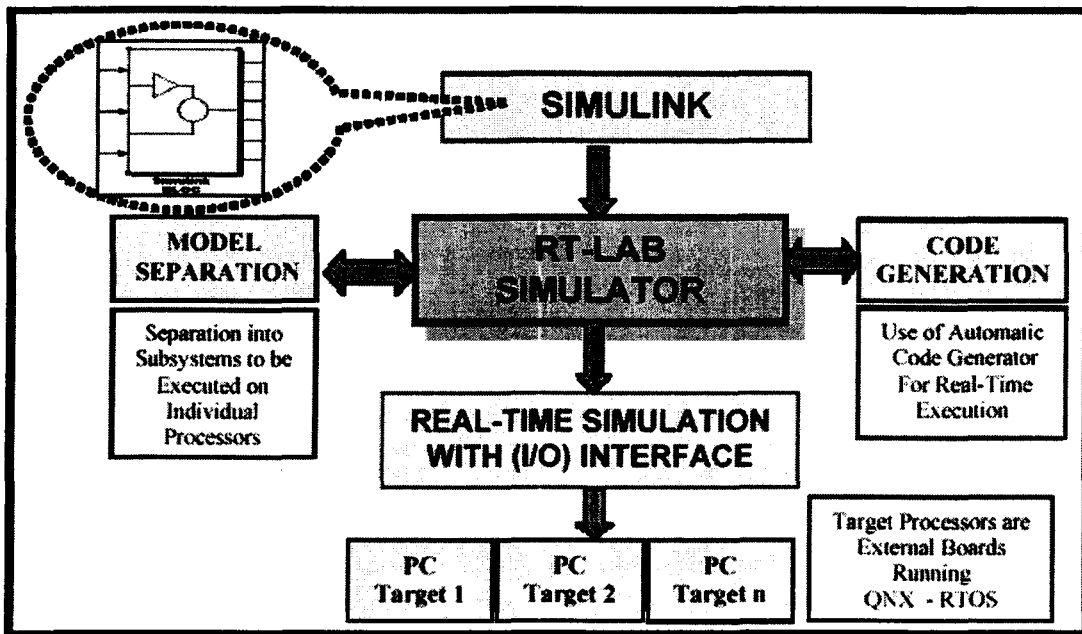 Simulink
SIMULINK
MODEL
SEPARATION
RT-LAB
SIMULATOR
CODE
GENERATION
Separation into
Subsystems to be
Executed on
Individual
Processors
Use of Automatic
Code Generator
For Real-Time
Execution
REAL-TIME SIMULATION
WITH (I/O) INTERFACE
PC
Target 1
PC
Target 2
PC
Target n
Target Processors are
External Boards
Running
QNX - RTOS